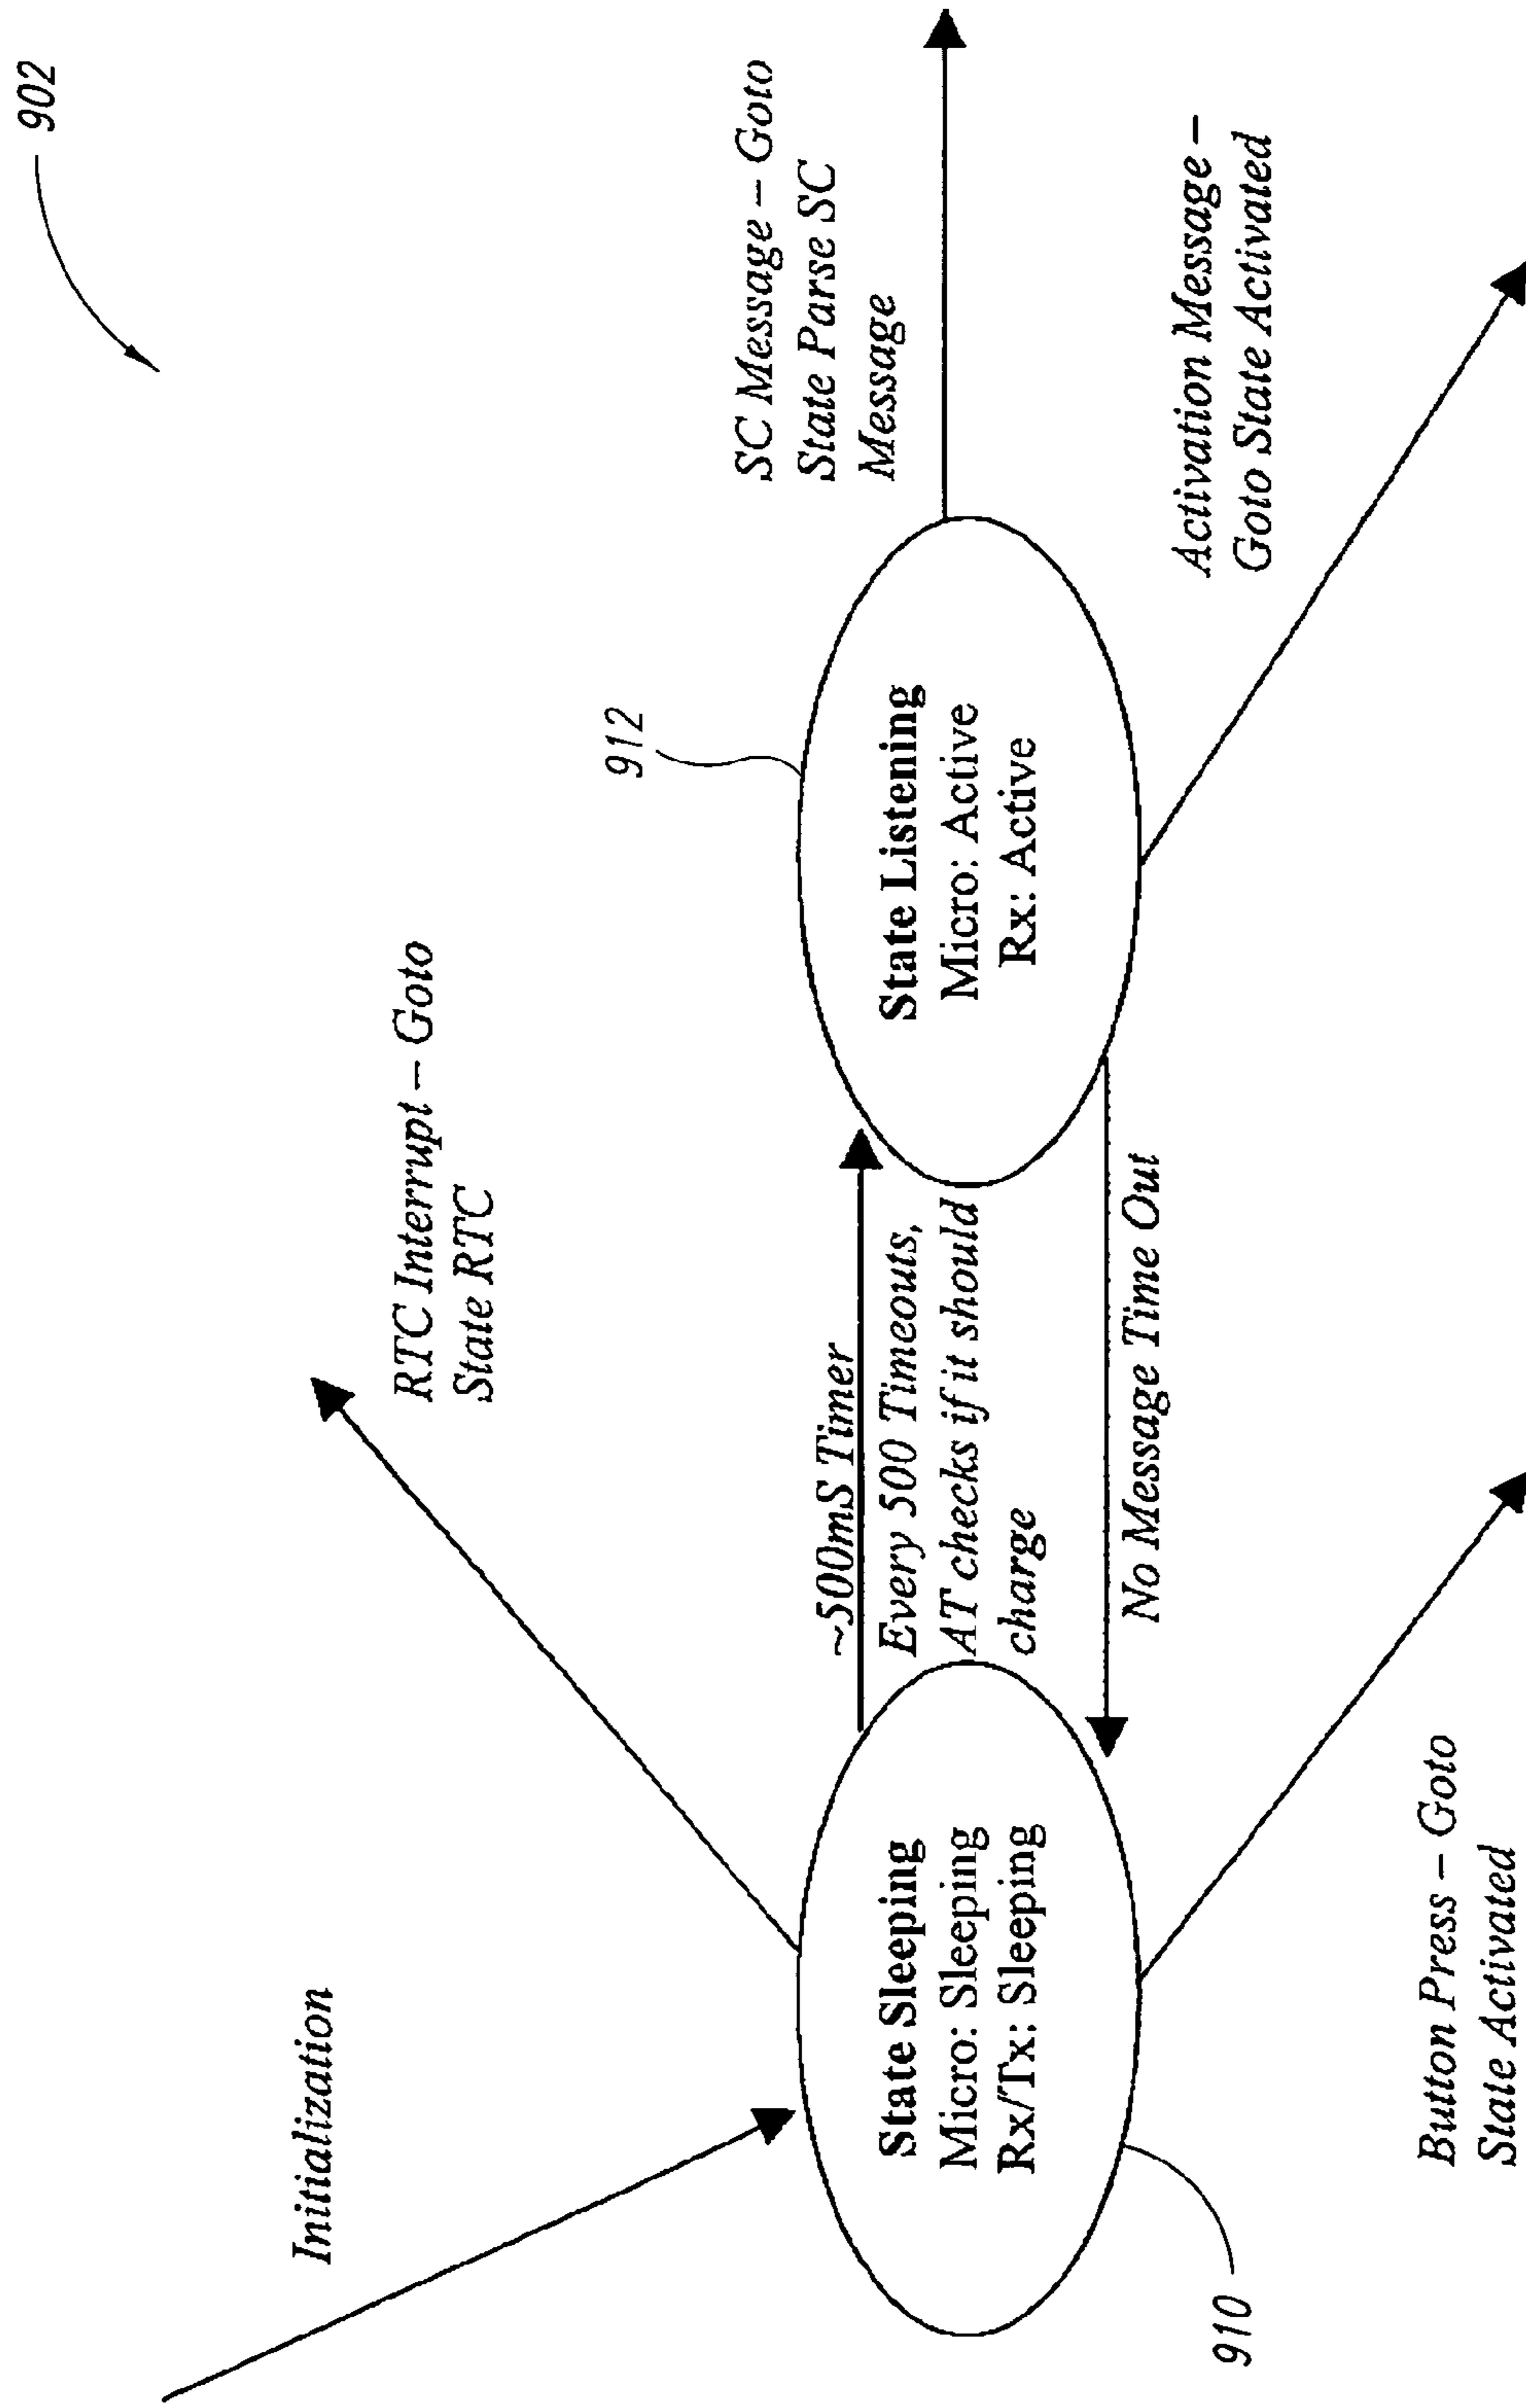 902
Initialization
RTC Interrupt – Goto
State RTC
912
SC Message – Goto
State Parse SC
Message
~500mS Timer
Every 500 Timeouts,
AT checks if it should
charge
No Message Time Out
State Sleeping
Micro: Sleeping
Rx/Tx: Sleeping
State Listening
Micro: Active
Rx: Active
Activation Message –
Goto State Activated
910
Button Press – Goto
State Activated